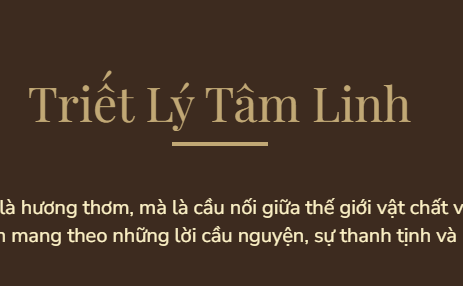 Triết Lý Tâm Linh
là hương thơm, mà là cầu nối giữa thế giới vật chất v
mang theo những lời cầu nguyện, sự thanh tịnh và